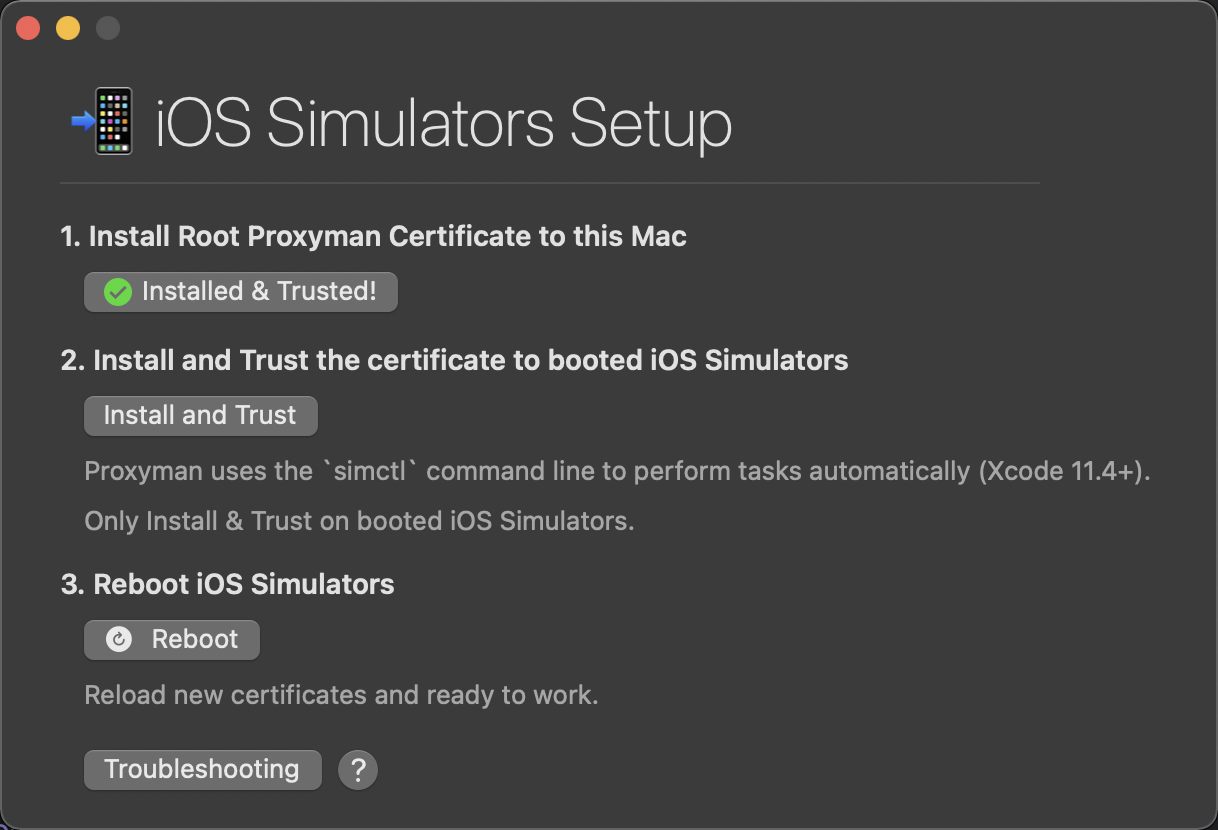 iOS Simulators Setup
1. Install Root Proxyman Certificate to this Mac
Installed & Trusted!
2. Install and Trust the certificate to booted iOS Simulators
Install and Trust
Proxyman uses the `simctl` command line to perform tasks automatically (Xcode 11.4+).
Only Install & Trust on booted iOS Simulators.
3. Reboot iOS Simulators
Reboot
Reload new certificates and ready to work.
Troubleshooting ?